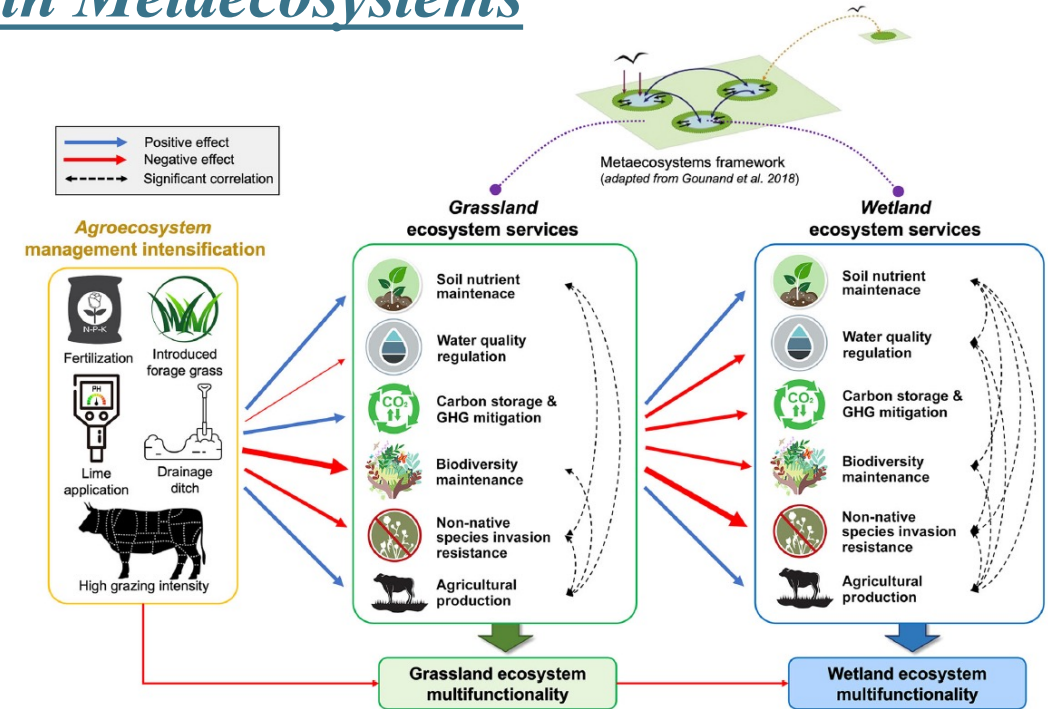 in Metaecosystems
Positive effect
Negative effect
Significant correlation
Metaecosystems framework
(adapted from Gounand et al. 2018)
Agroecosystem
management intensification
N-P-K
Fertilization
Introduced
forage grass
PH
Lime
application
Drainage
ditch
High grazing intensity
Grassland
ecosystem services
Soil nutrient
maintenace
Water quality
regulation
CO₂
Carbon storage &
GHG mitigation
Biodiversity
maintenance
Non-native
species invasion
resistance
Agricultural
production
Wetland
ecosystem services
Soil nutrient
maintenace
Water quality
regulation
CO₂
Carbon storage &
GHG mitigation
Biodiversity
maintenance
Non-native
species invasion
resistance
Agricultural
production
Grassland ecosystem
multifunctionality
Wetland ecosystem
multifunctionality